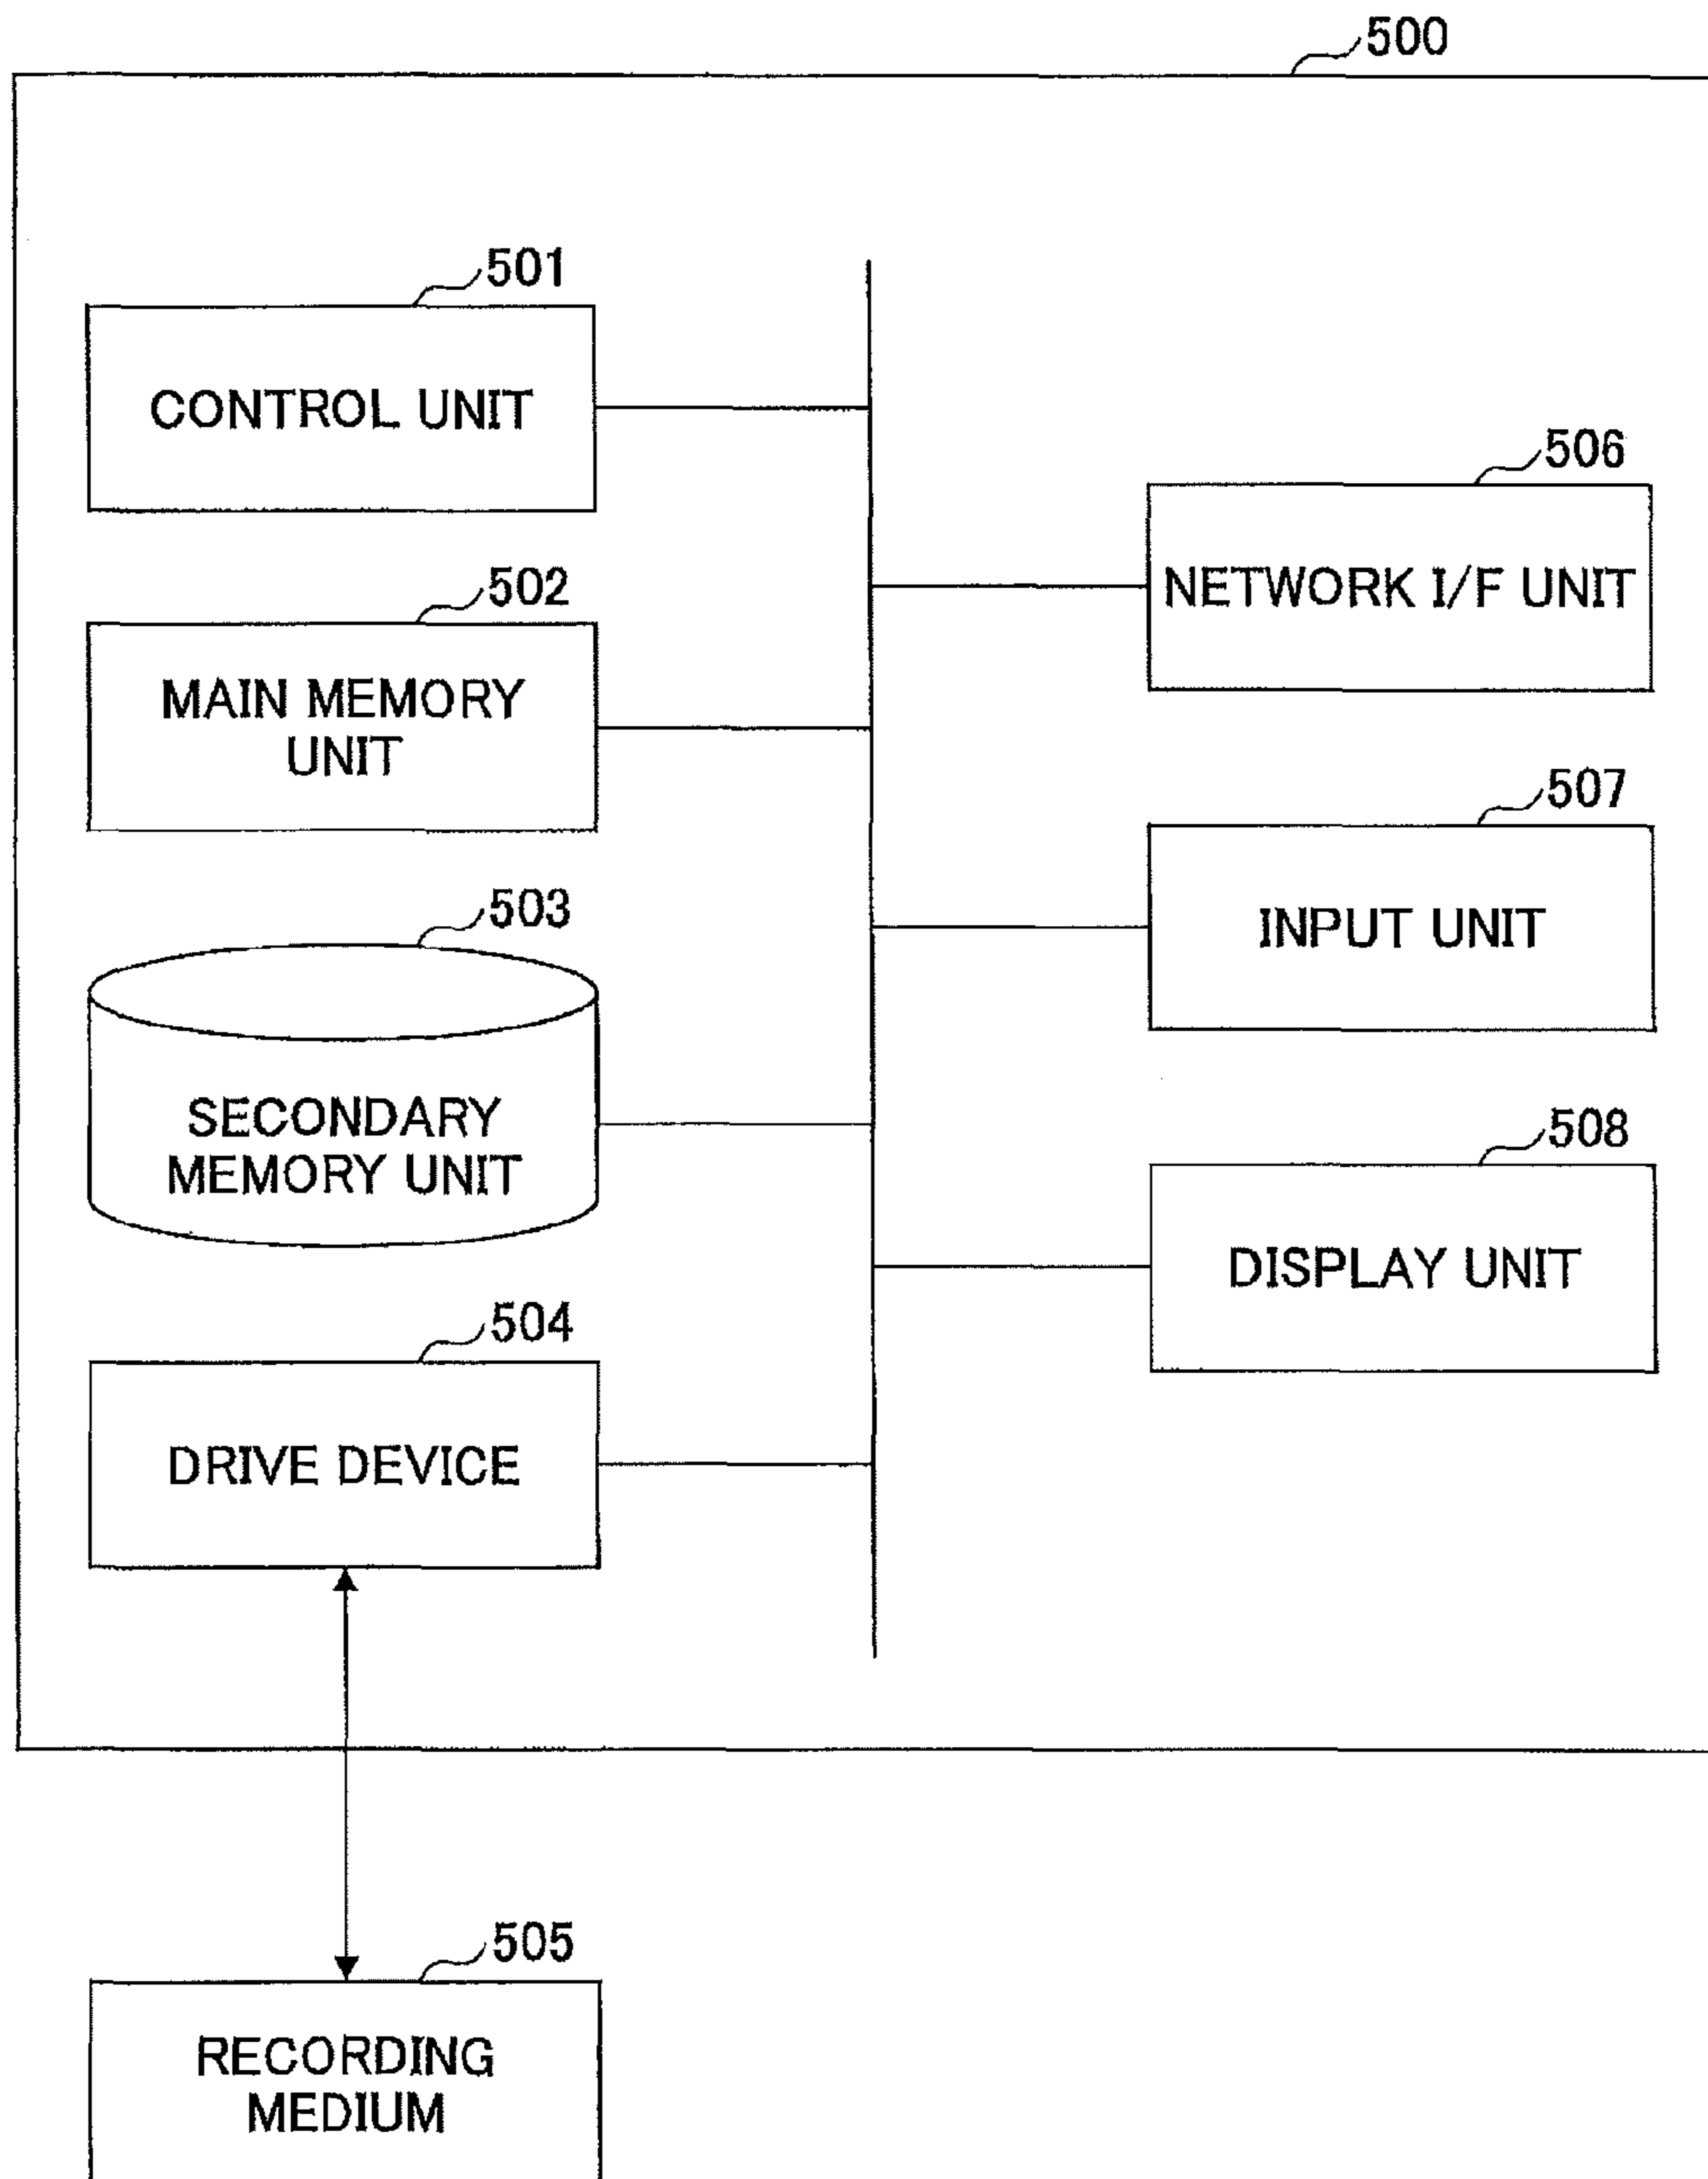 500
501
CONTROL UNIT
502
MAIN MEMORY
UNIT
503
SECONDARY
MEMORY UNIT
504
DRIVE DEVICE
505
RECORDING
MEDIUM
506
NETWORK I/F UNIT
507
INPUT UNIT
508
DISPLAY UNIT